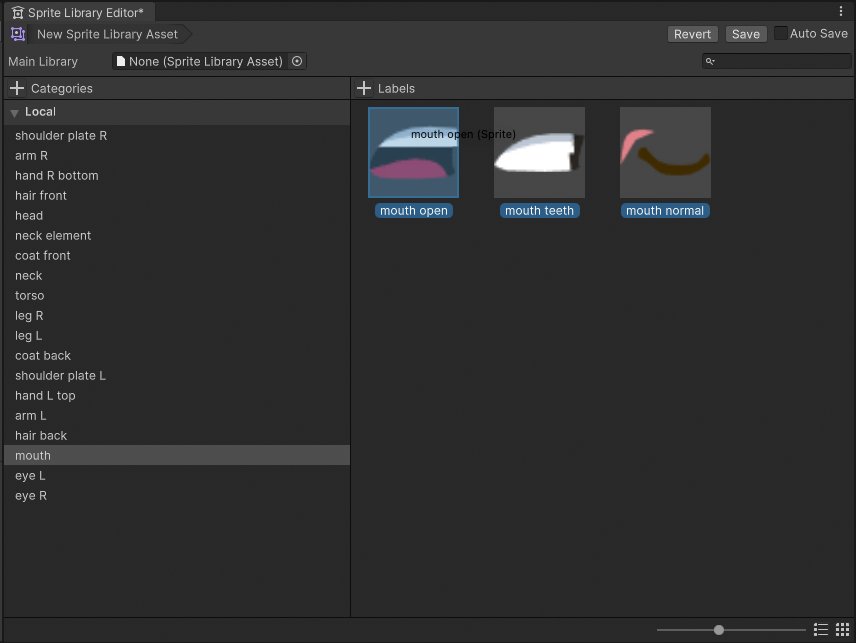 Sprite Library Editor*
New Sprite Library Asset
Revert
Save
Auto Save
Main Library
None (Sprite Library Asset)
Categories
Labels
Local
shoulder plate R
arm R
hand R bottom
hair front
head
neck element
coat front
neck
torso
leg R
leg L
coat back
shoulder plate L
hand L top
arm L
hair back
mouth
eye L
eye R
mouth open (Sprite)
mouth open
mouth teeth
mouth normal